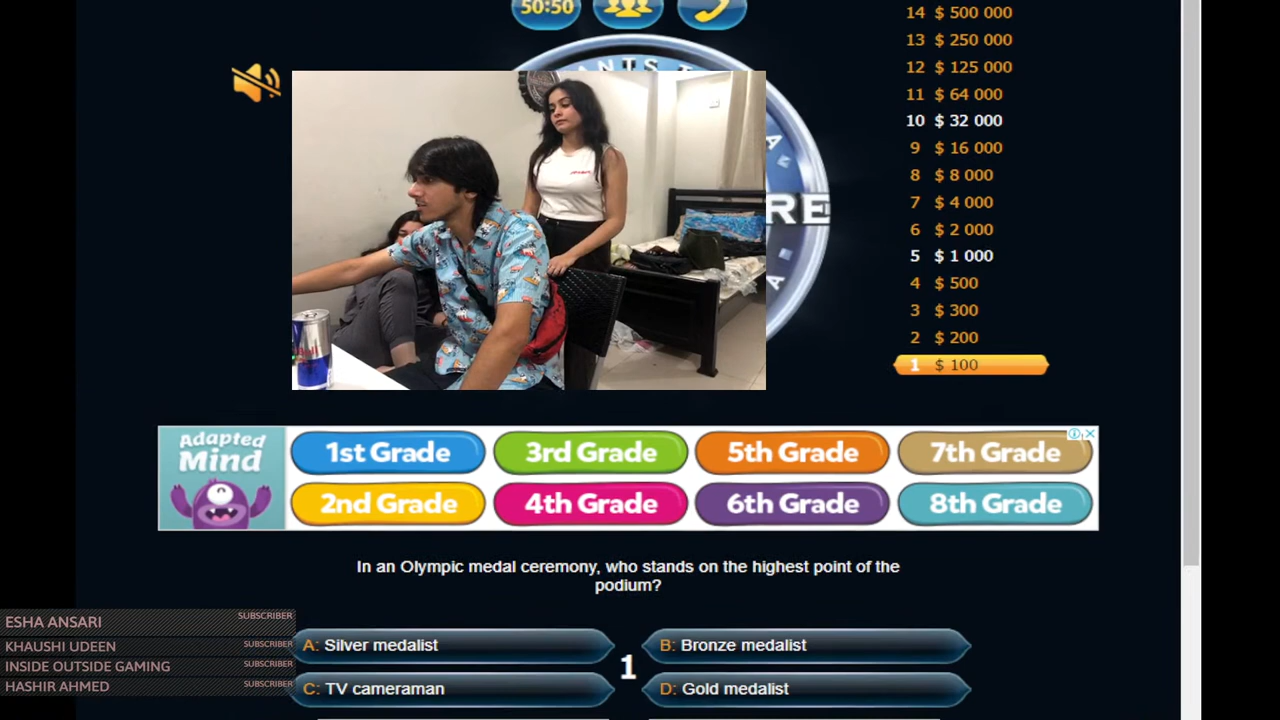 50:50
14 $ 500 000
13 $ 250 000
12 $ 125 000
11 $ 64 000
10 $ 32 000
9 $ 16 000
8 $ 8 000
7 $ 4 000
6 $ 2 000
5 $ 1 000
4 $ 500
3 $ 300
2 $ 200
1 $ 100
ANTS T
RE
Adapted
Mind
1st Grade 3rd Grade 5th Grade 7th Grade
2nd Grade 4th Grade 6th Grade 8th Grade
In an Olympic medal ceremony, who stands on the highest point of the
podium?
A: Silver medalist
B: Bronze medalist
1
C: TV cameraman
D: Gold medalist
ESHA ANSARI SUBSCRIBER
KHAUSHI UDEEN SUBSCRIBER
INSIDE OUTSIDE GAMING SUBSCRIBER
HASHIR AHMED SUBSCRIBER